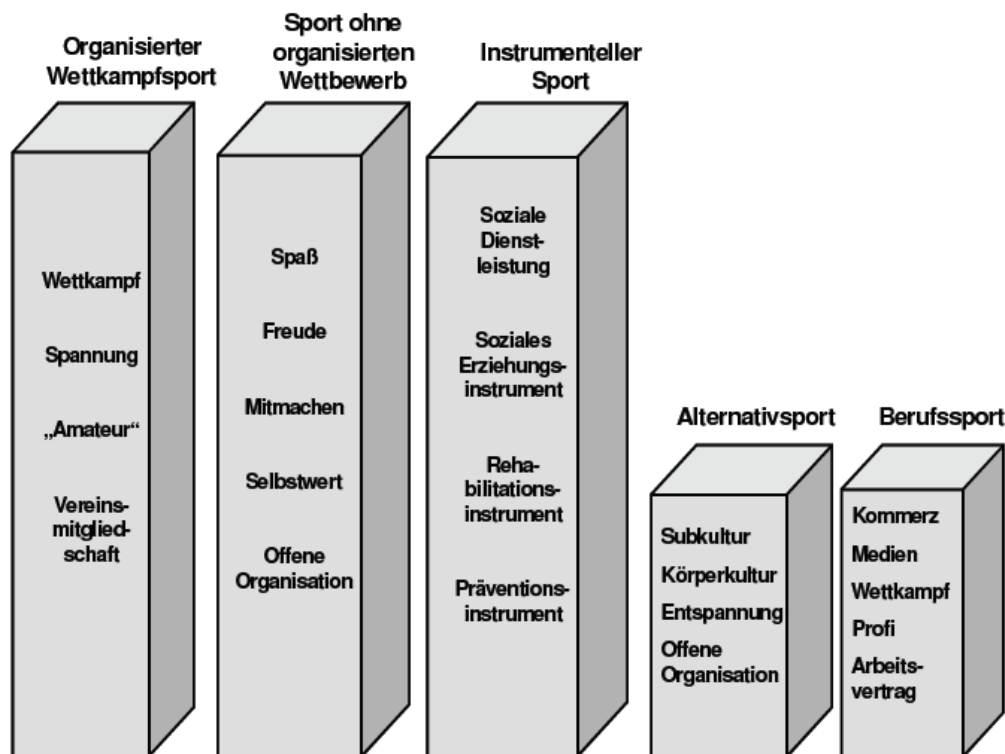 Organisierter
Wettkampfsport
Wettkampf
Spannung
„Amateur“
Vereins-
mitglied-
schaft
Sport ohne
organisierten
Wettbewerb
Spaß
Freude
Mitmachen
Selbstwert
Offene
Organisation
Instrumenteller
Sport
Soziale
Dienst-
leistung
Soziales
Erziehungs-
instrument
Reha-
bilitations-
instrument
Präventions-
instrument
Alternativsport
Subkultur
Körperkultur
Entspannung
Offene
Organisation
Berufssport
Kommerz
Medien
Wettkampf
Profi
Arbeits-
vertrag